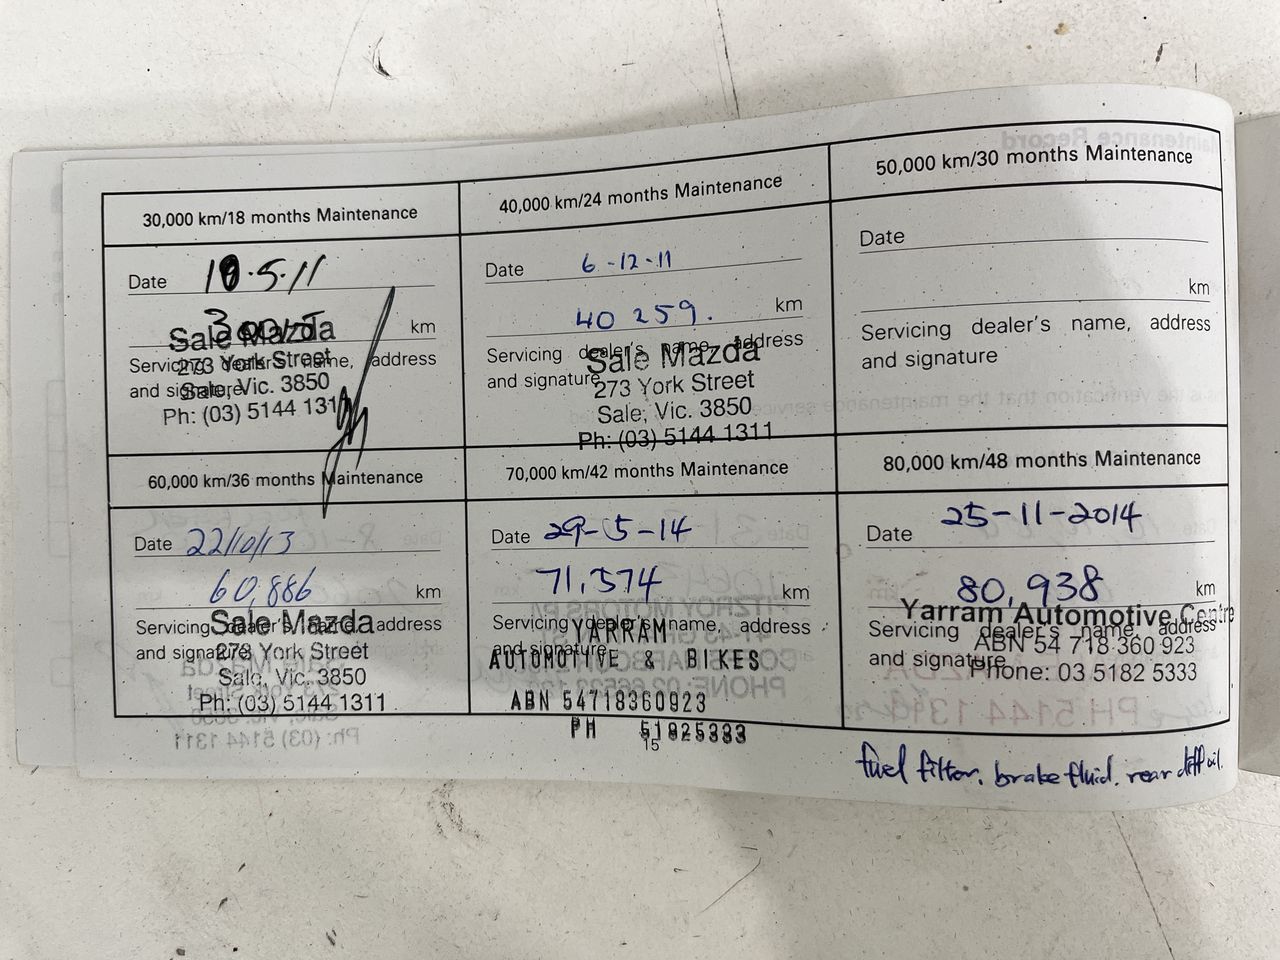 30,000 km/18 months Maintenance
Date 10.5.11
km
Servicing dealer's name, address
and signature
Sale Mazda
273 York Street
Sale, Vic. 3850
Ph: (03) 5144 1311
40,000 km/24 months Maintenance
Date 6-12-11
40 259. km
Servicing dealer's name, address
and signature
Sale Mazda
273 York Street
Sale, Vic. 3850
Ph: (03) 5144 1311
50,000 km/30 months Maintenance
Date
km
Servicing dealer's name, address
and signature
60,000 km/36 months Maintenance
Date 22/10/13
60,886 km
Servicing dealer's name, address
and signature
Sale Mazda
273 York Street
Sale, Vic. 3850
Ph: (03) 5144 1311
70,000 km/42 months Maintenance
Date 29-5-14
71,574 km
Servicing dealer's name, address
and signature
YARRAM
AUTOMOTIVE & BIKES
ABN 54718360923
PH 51825333
15
80,000 km/48 months Maintenance
Date 25-11-2014
80,938 km
Servicing dealer's name, address
and signature
Yarram Automotive Centre
ABN 54 718 360 923
Phone: 03 5182 5333
fuel filter. brake fluid. rear diff oil.